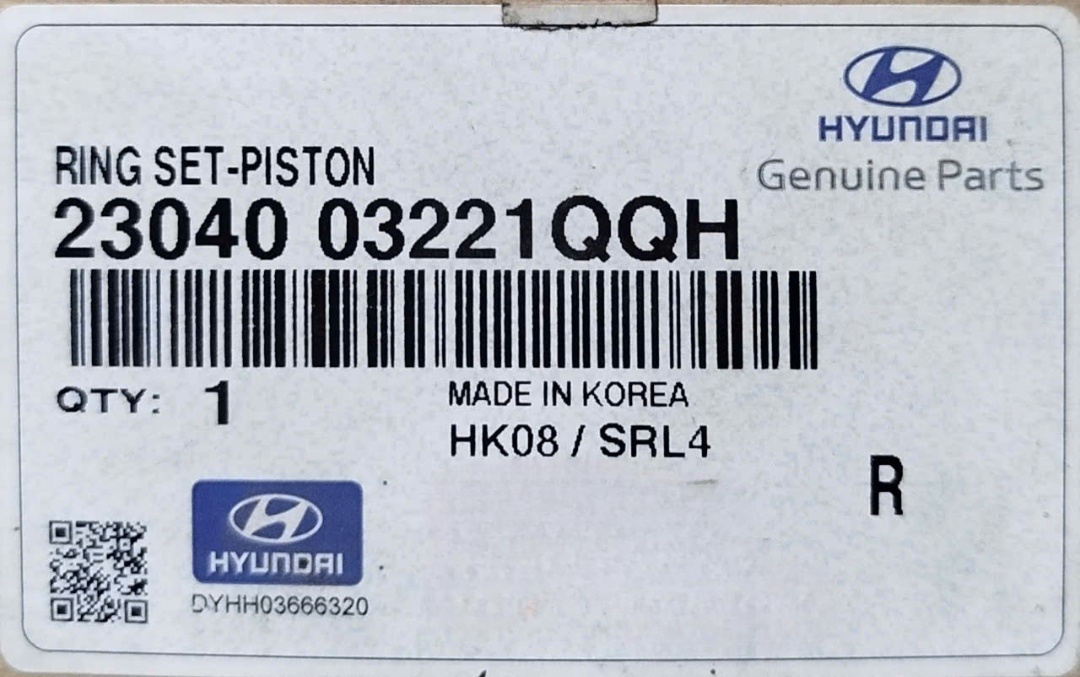 HYUNDAI
Genuine Parts
RING SET-PISTON
23040 03221QQH
QTY: 1
MADE IN KOREA
HK08 / SRL4
R
HYUNDAI
DYHH03666320